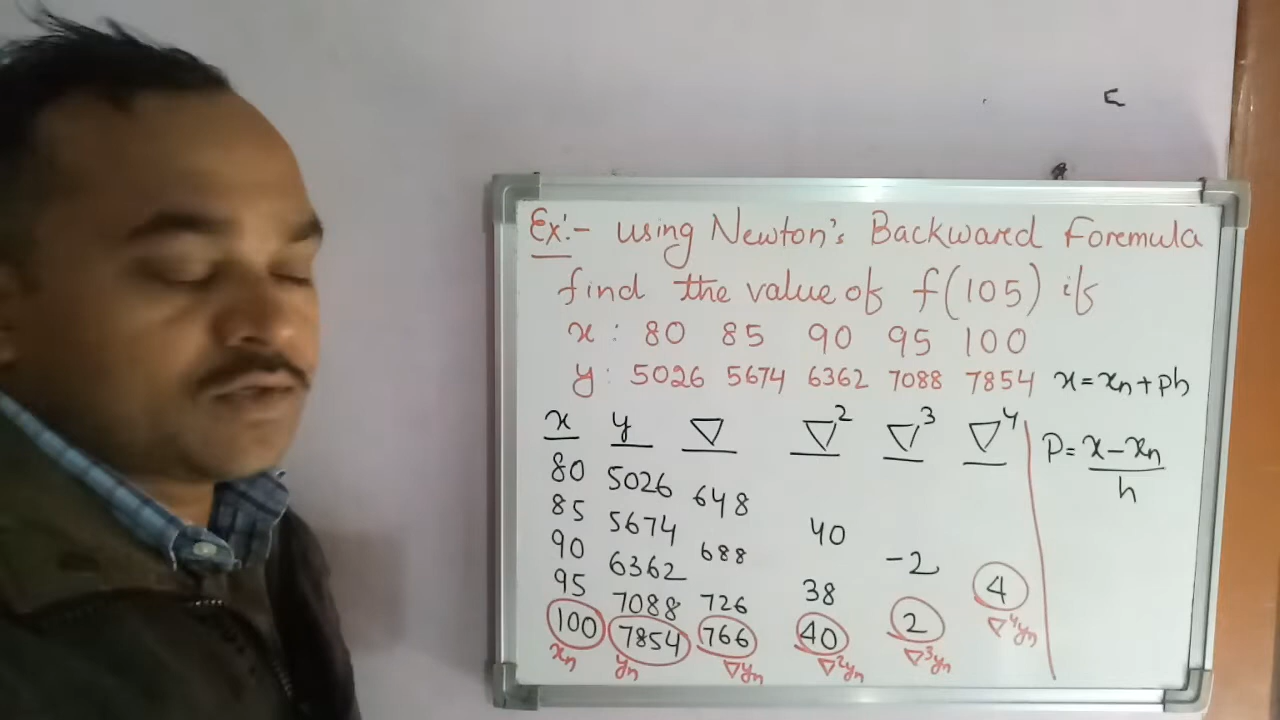 Ex:- using Newton's Backward Foremula
find the value of f(105) if
x : 80 85 90 95 100
y : 5026 5674 6362 7088 7854 x = xn + ph
x y ∇ ∇² ∇³ ∇⁴
P = x - xn / h
80 5026
648
85 5674
40
90 6362 688
-2
95 7088 726 38 4
∇⁴yn
100 7854 766 40 2
xn yn ∇yn ∇²yn ∇³yn